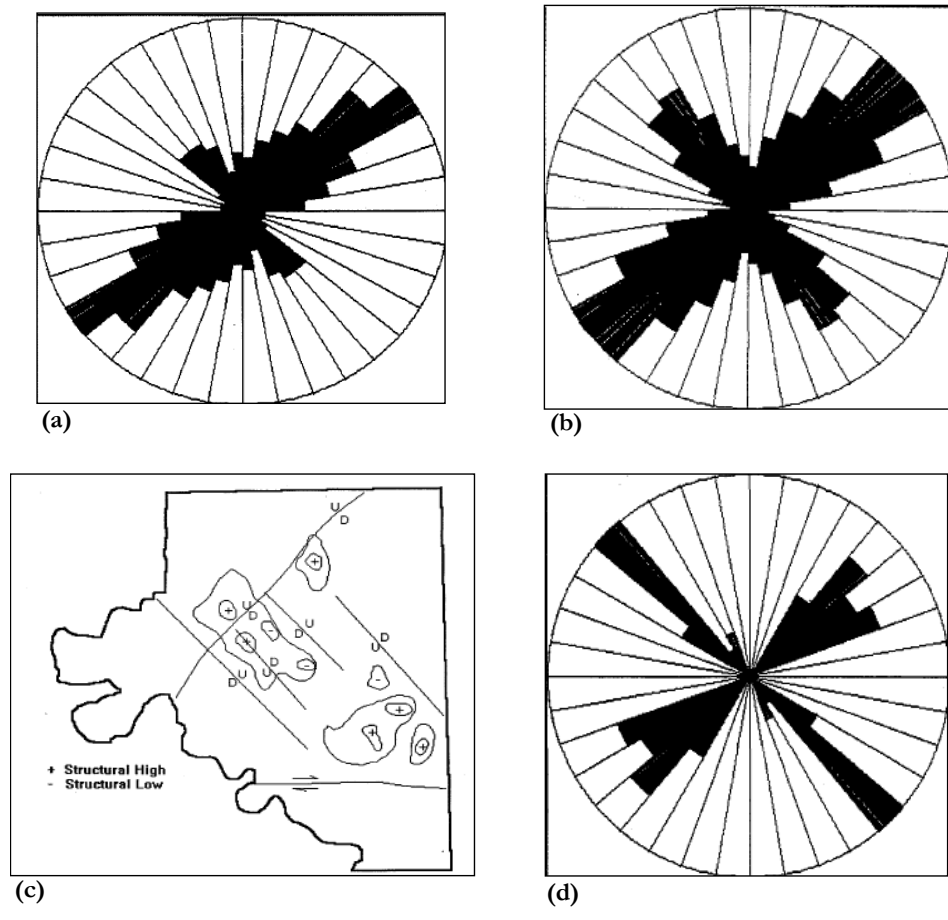 (a)
(b)
U
D
U
D
D U
U D
D U
U D
+ Structural High
- Structural Low
(c)
(d)